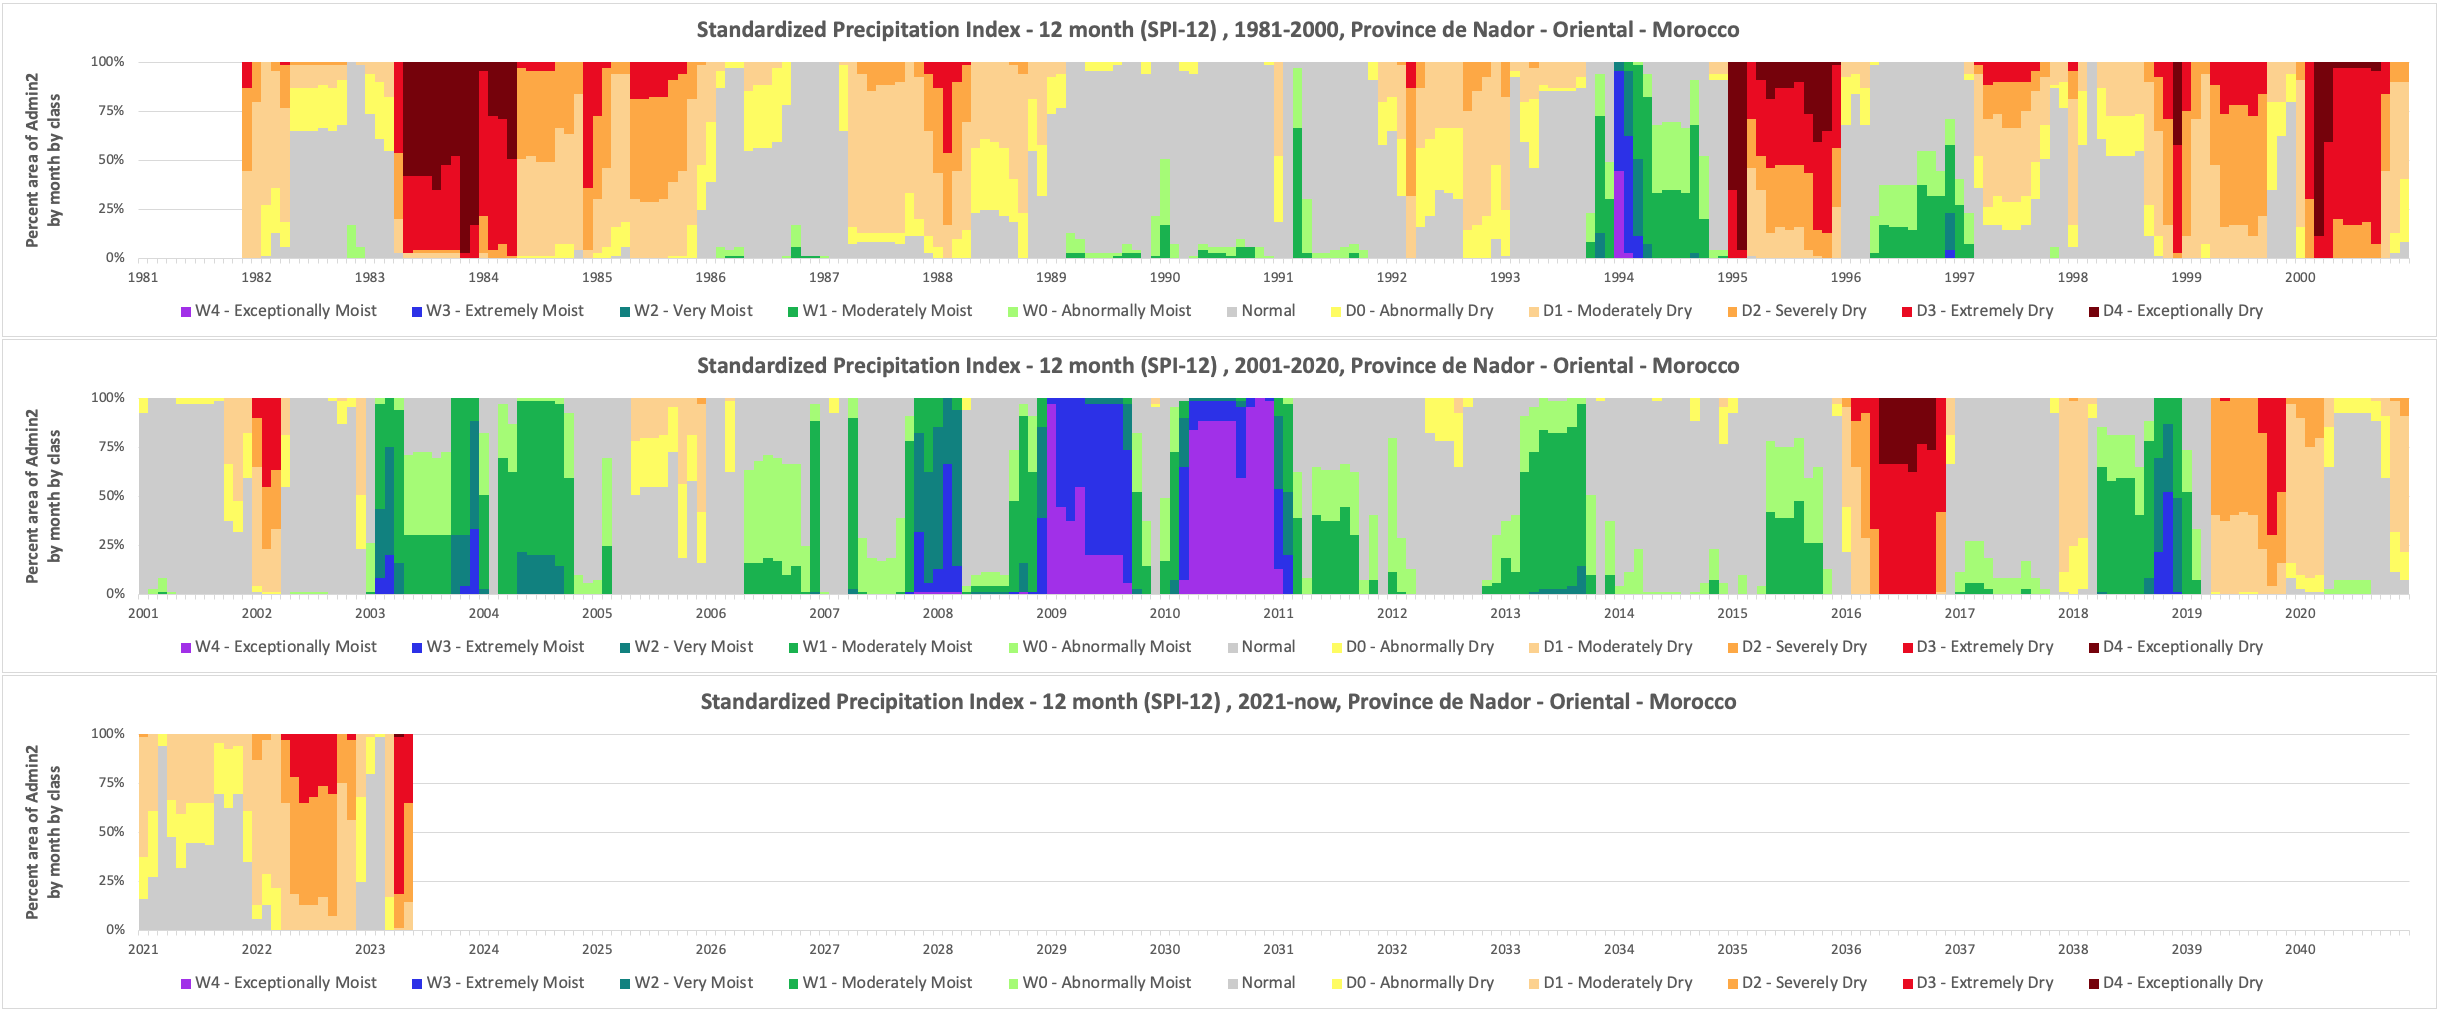 Standardized Precipitation Index - 12 month (SPI-12) , 1981-2000, Province de Nador - Oriental - Morocco
Percent area of Admin2
by month by class
100%
75%
50%
25%
0%
1981 1982 1983 1984 1985 1986 1987 1988 1989 1990 1991 1992 1993 1994 1995 1996 1997 1998 1999 2000
W4 - Exceptionally Moist W3 - Extremely Moist W2 - Very Moist W1 - Moderately Moist W0 - Abnormally Moist Normal D0 - Abnormally Dry D1 - Moderately Dry D2 - Severely Dry D3 - Extremely Dry D4 - Exceptionally Dry
Standardized Precipitation Index - 12 month (SPI-12) , 2001-2020, Province de Nador - Oriental - Morocco
Percent area of Admin2
by month by class
100%
75%
50%
25%
0%
2001 2002 2003 2004 2005 2006 2007 2008 2009 2010 2011 2012 2013 2014 2015 2016 2017 2018 2019 2020
W4 - Exceptionally Moist W3 - Extremely Moist W2 - Very Moist W1 - Moderately Moist W0 - Abnormally Moist Normal D0 - Abnormally Dry D1 - Moderately Dry D2 - Severely Dry D3 - Extremely Dry D4 - Exceptionally Dry
Standardized Precipitation Index - 12 month (SPI-12) , 2021-now, Province de Nador - Oriental - Morocco
Percent area of Admin2
by month by class
100%
75%
50%
25%
0%
2021 2022 2023 2024 2025 2026 2027 2028 2029 2030 2031 2032 2033 2034 2035 2036 2037 2038 2039 2040
W4 - Exceptionally Moist W3 - Extremely Moist W2 - Very Moist W1 - Moderately Moist W0 - Abnormally Moist Normal D0 - Abnormally Dry D1 - Moderately Dry D2 - Severely Dry D3 - Extremely Dry D4 - Exceptionally Dry